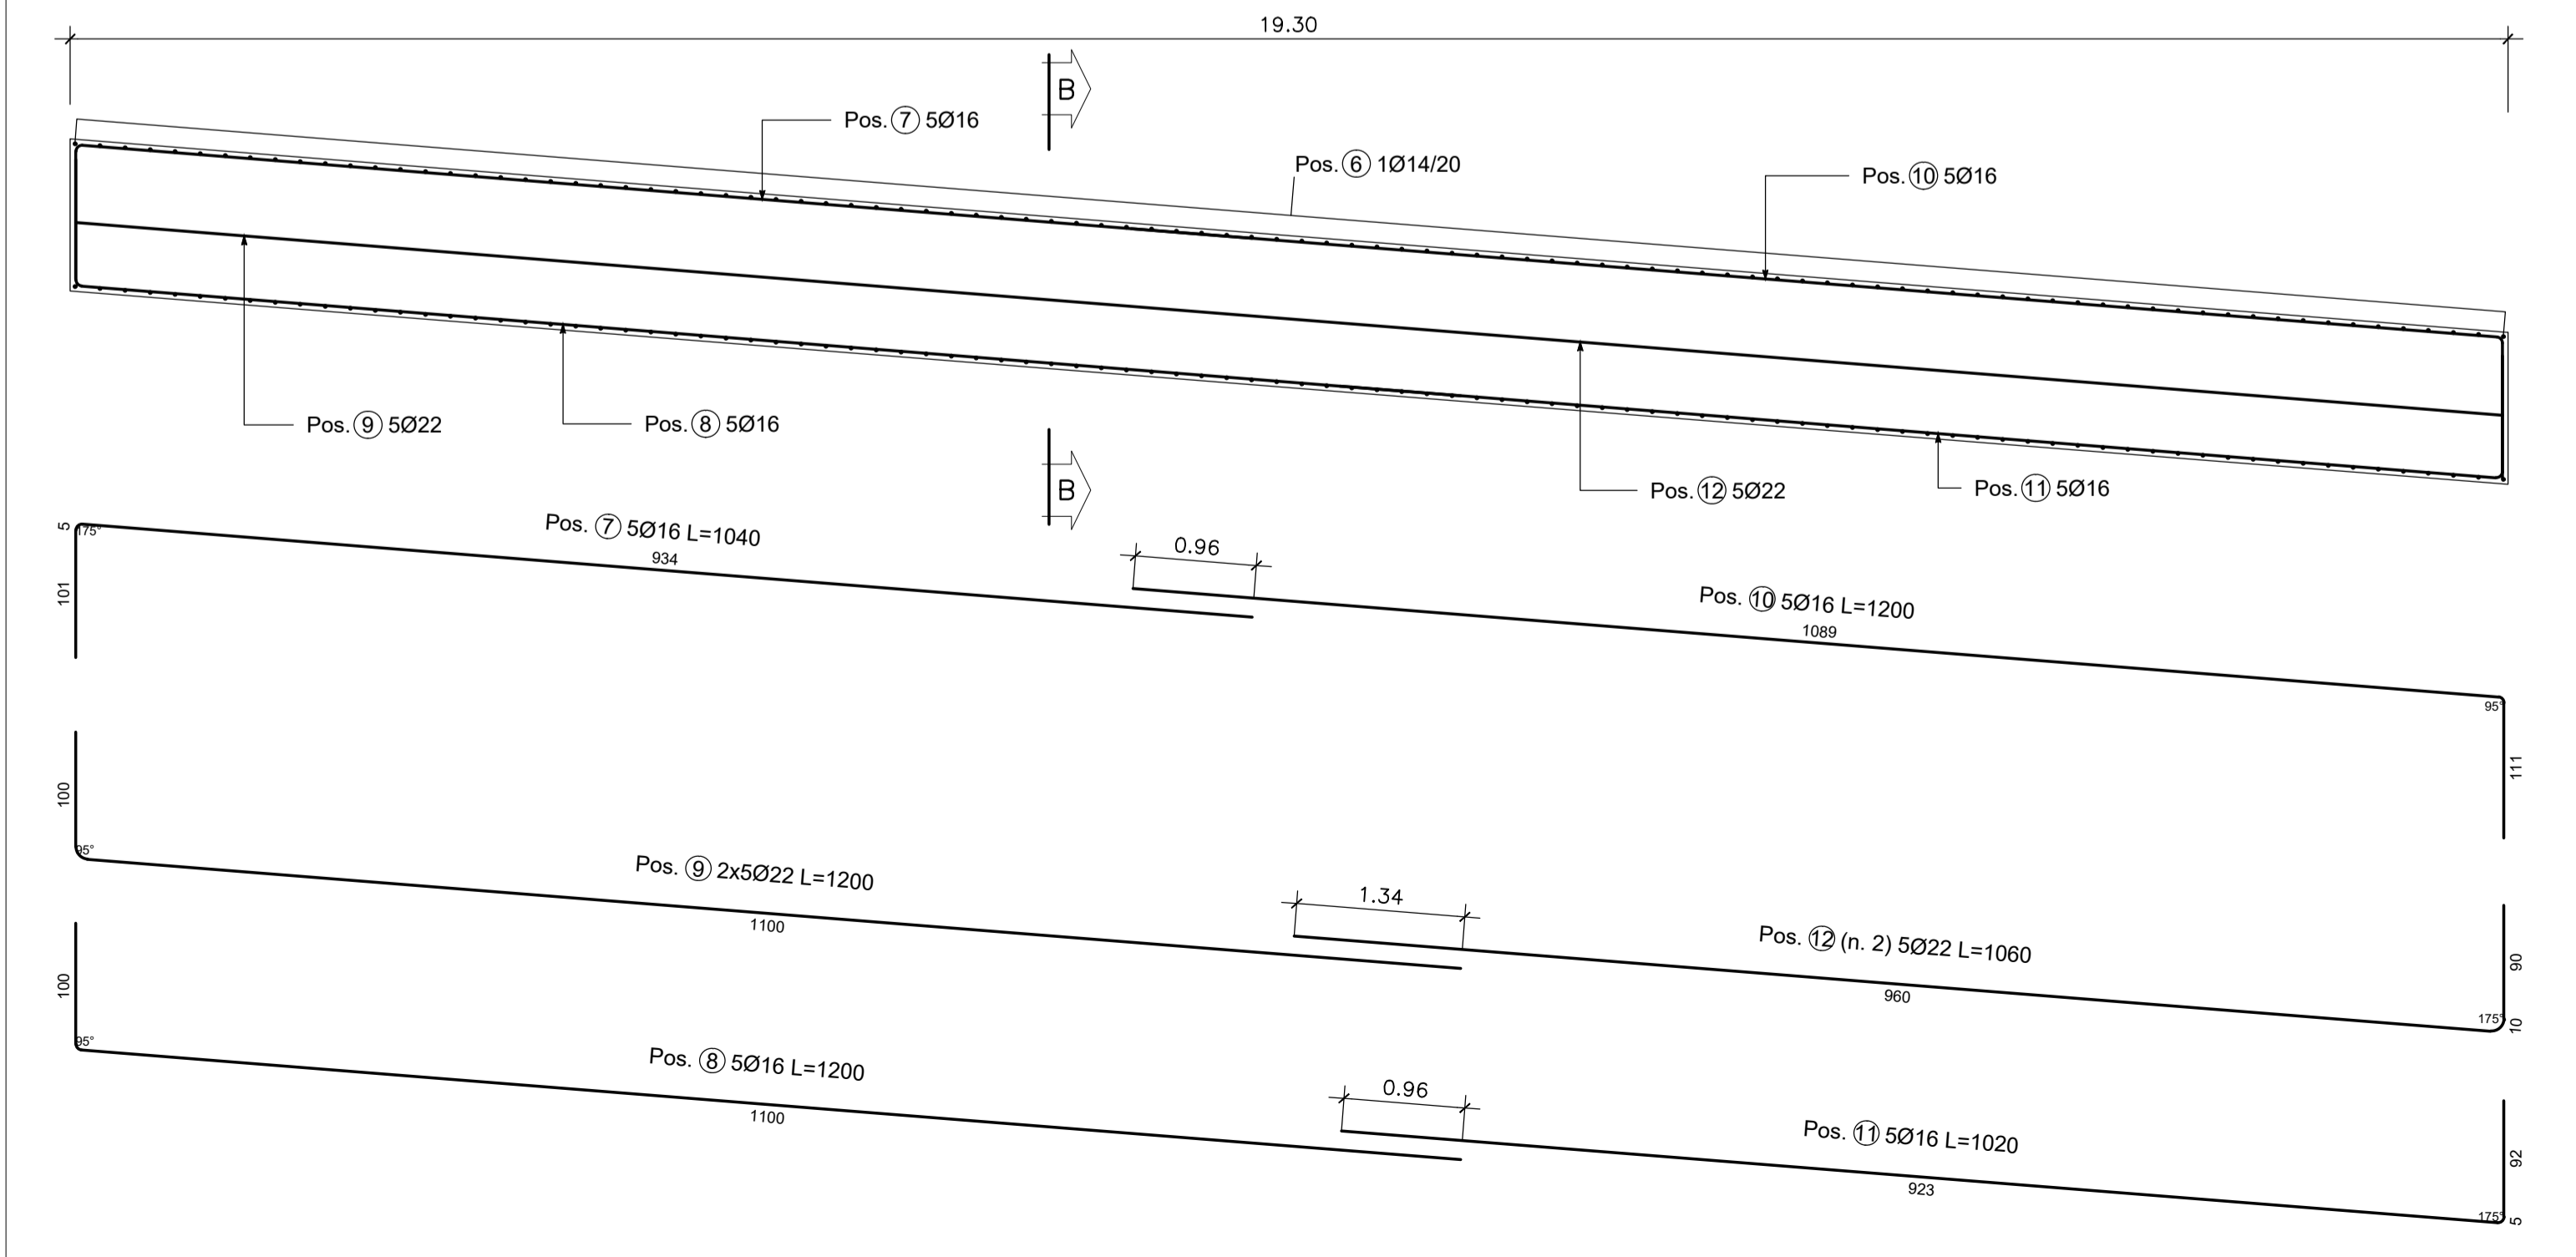 19.30
B
Pos. 7 5Ø16
Pos. 6 1Ø14/20
Pos. 10 5Ø16
Pos. 9 5Ø22
Pos. 8 5Ø16
B
Pos. 12 5Ø22
Pos. 11 5Ø16
5
175°
101
Pos. 7 5Ø16 L=1040
934
0.96
Pos. 10 5Ø16 L=1200
1089
95°
111
100
95°
Pos. 9 2x5Ø22 L=1200
1100
1.34
Pos. 12 (n. 2) 5Ø22 L=1060
960
90
175°
10
100
95°
Pos. 8 5Ø16 L=1200
1100
0.96
Pos. 11 5Ø16 L=1020
923
92
175°
5